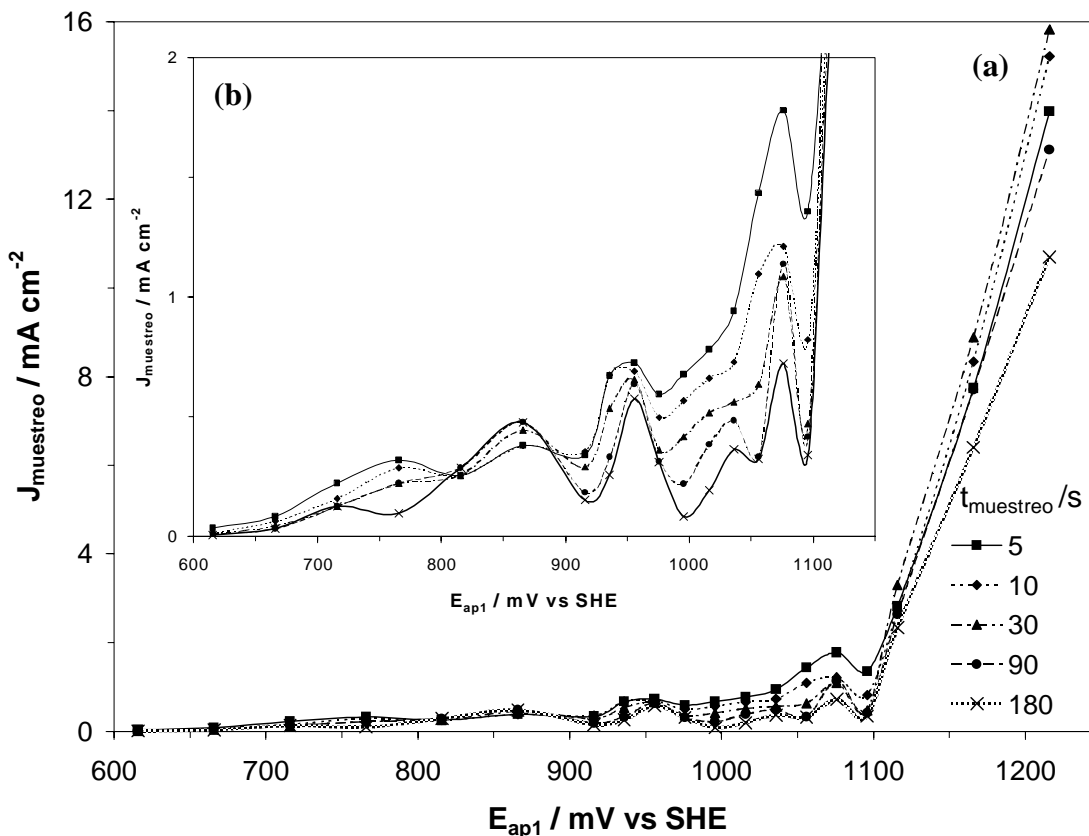 16
12
8
4
0
J_muestreo / mA cm^-2
(a)
(b)
2
1
0
J_muestreo / mA cm^-2
600 700 800 900 1000 1100
E_ap1 / mV vs SHE
t_muestreo /s
5
10
30
90
180
600 700 800 900 1000 1100 1200
E_ap1 / mV vs SHE